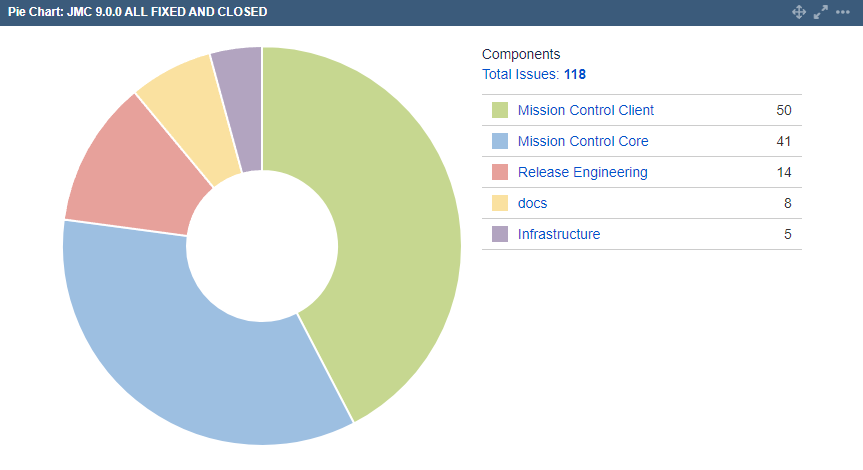 Pie Chart: JMC 9.0.0 ALL FIXED AND CLOSED
Components
Total Issues: 118
Mission Control Client 50
Mission Control Core 41
Release Engineering 14
docs 8
Infrastructure 5